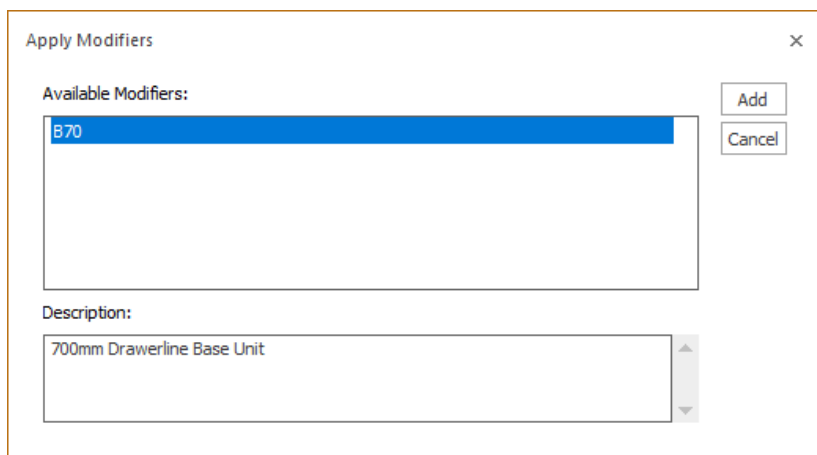 Apply Modifiers
Available Modifiers:
Add
B70
Cancel
Description:
700mm Drawerline Base Unit